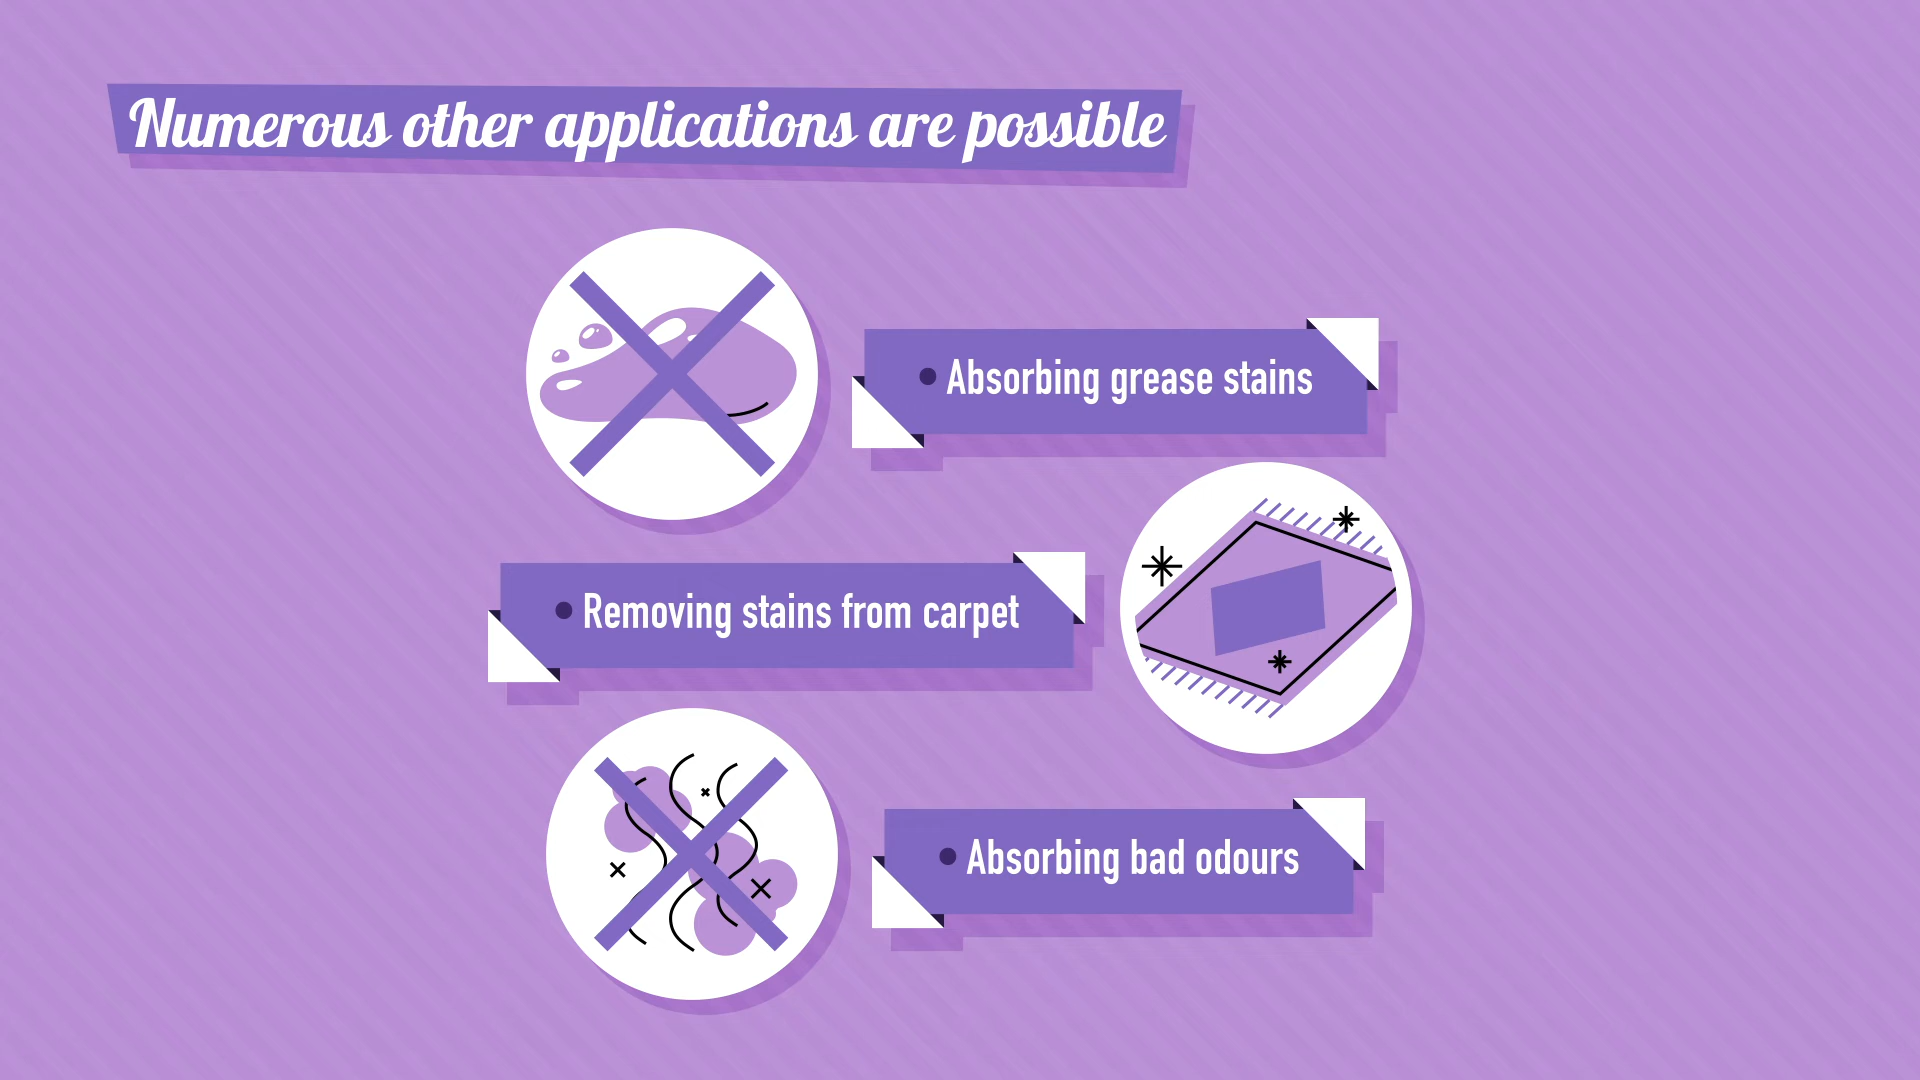 Numerous other applications are possible
• Absorbing grease stains
• Removing stains from carpet
• Absorbing bad odours